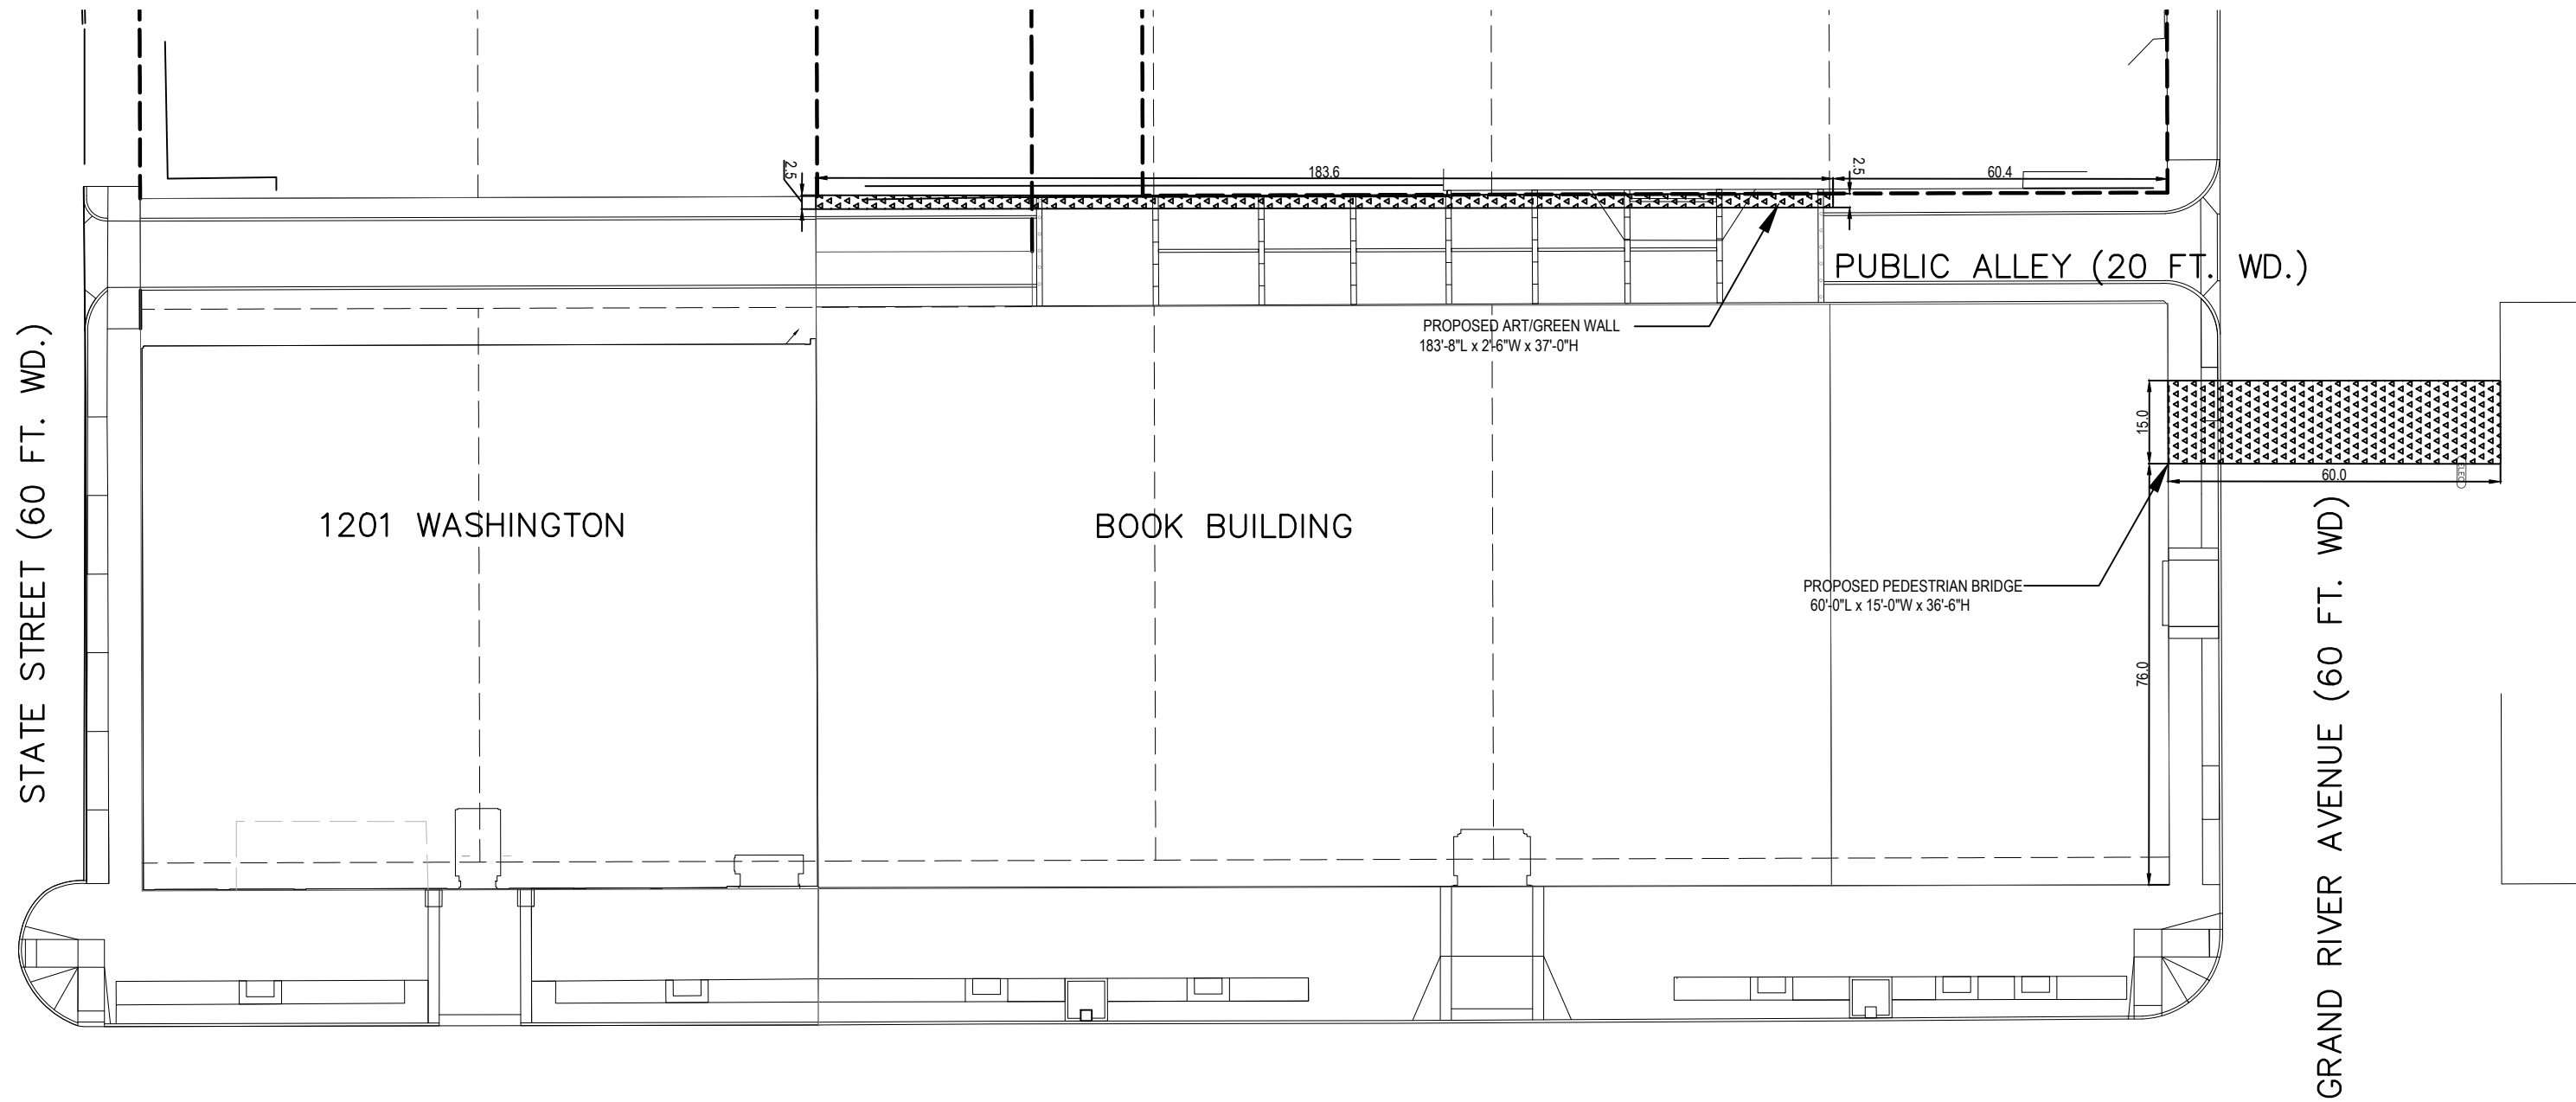 2.5
183.6
2.5
60.4
PUBLIC ALLEY (20 FT. WD.)
PROPOSED ART/GREEN WALL
183'-8"L x 2'-6"W x 37'-0"H
STATE STREET (60 FT. WD.)
15.0
60.0
ELEC
1201 WASHINGTON
BOOK BUILDING
PROPOSED PEDESTRIAN BRIDGE
60'-0"L x 15'-0"W x 36'-6"H
76.0
GRAND RIVER AVENUE (60 FT. WD)